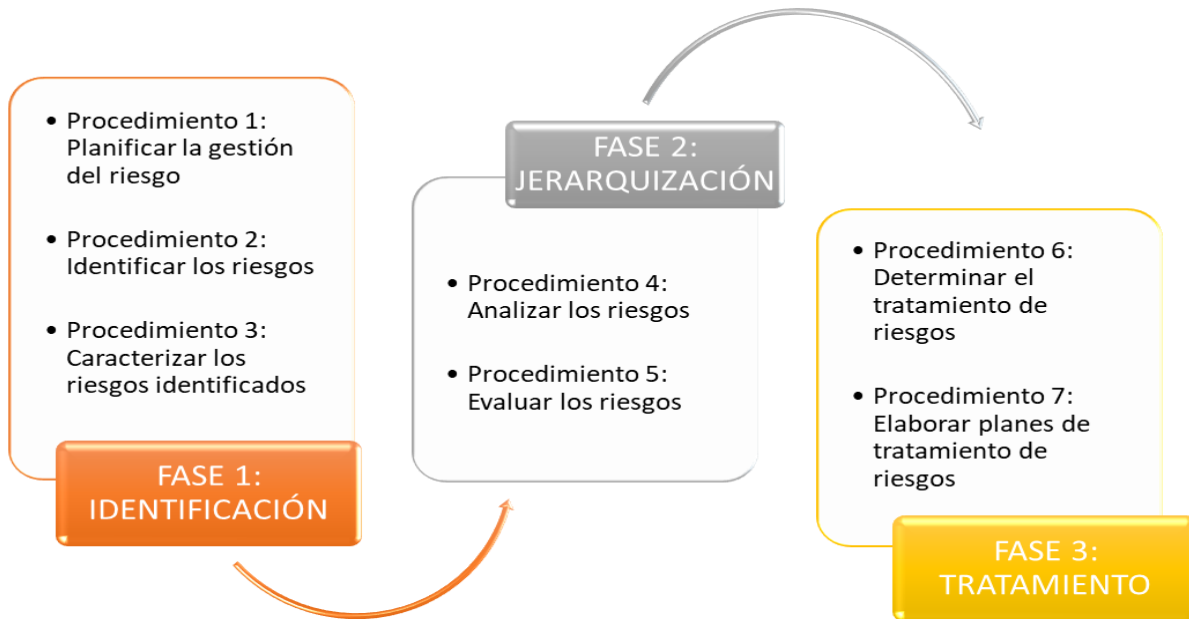 • Procedimiento 1:
Planificar la gestión
del riesgo
• Procedimiento 2:
Identificar los riesgos
• Procedimiento 3:
Caracterizar los
riesgos identificados
FASE 1:
IDENTIFICACIÓN
FASE 2:
JERARQUIZACIÓN
• Procedimiento 4:
Analizar los riesgos
• Procedimiento 5:
Evaluar los riesgos
• Procedimiento 6:
Determinar el
tratamiento de
riesgos
• Procedimiento 7:
Elaborar planes de
tratamiento de
riesgos
FASE 3:
TRATAMIENTO